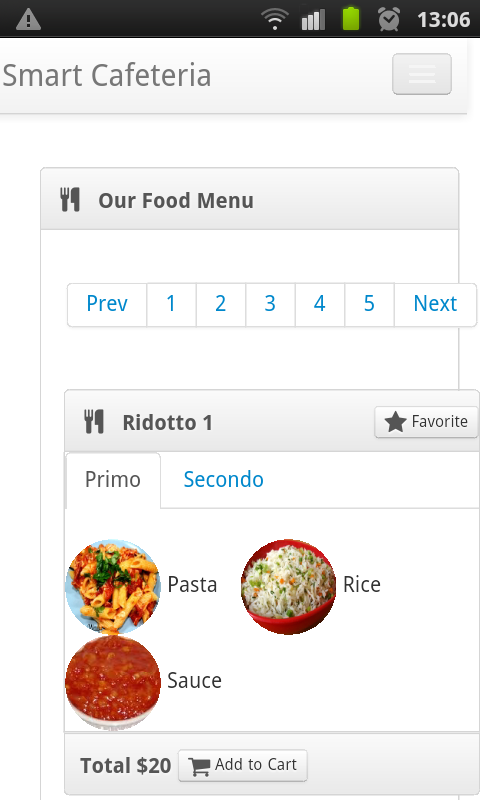 13:06
Smart Cafeteria
Our Food Menu
Prev 1 2 3 4 5 Next
Ridotto 1 Favorite
Primo Secondo
Pasta Rice
Sauce
Total $20 Add to Cart